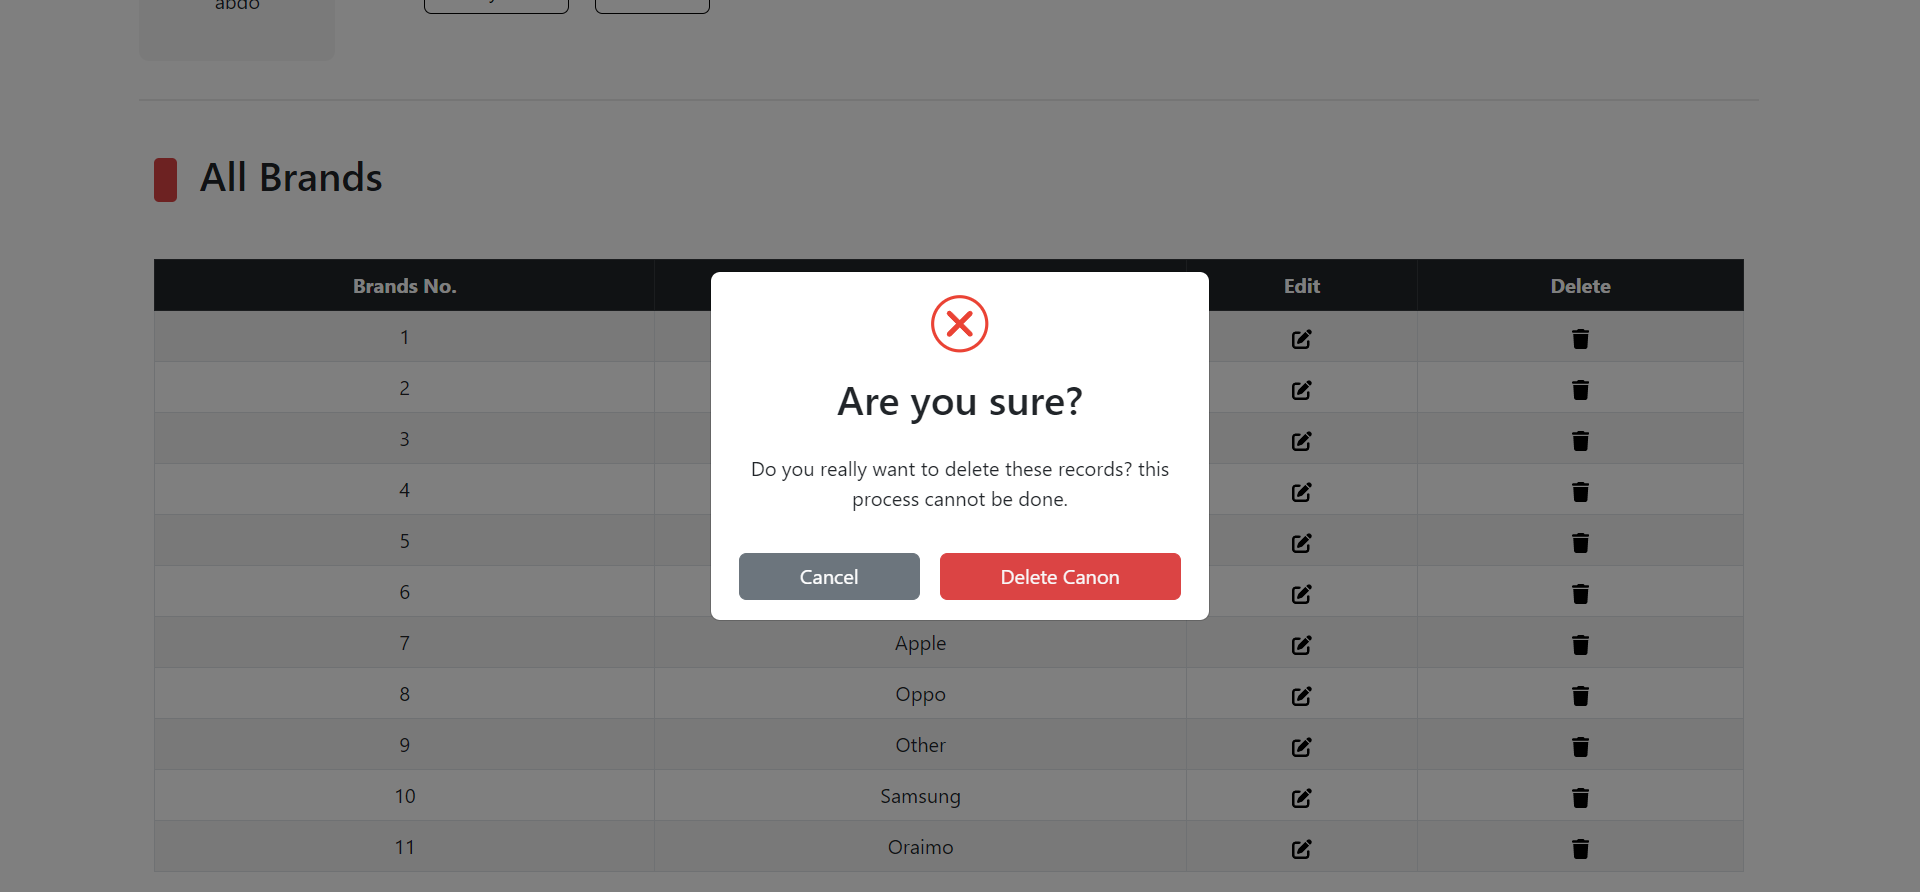 abdo
All Brands
Brands No. Edit Delete
1
2
3
4
5
6
Are you sure?
Do you really want to delete these records? this
process cannot be done.
Cancel Delete Canon
7 Apple
8 Oppo
9 Other
10 Samsung
11 Oraimo